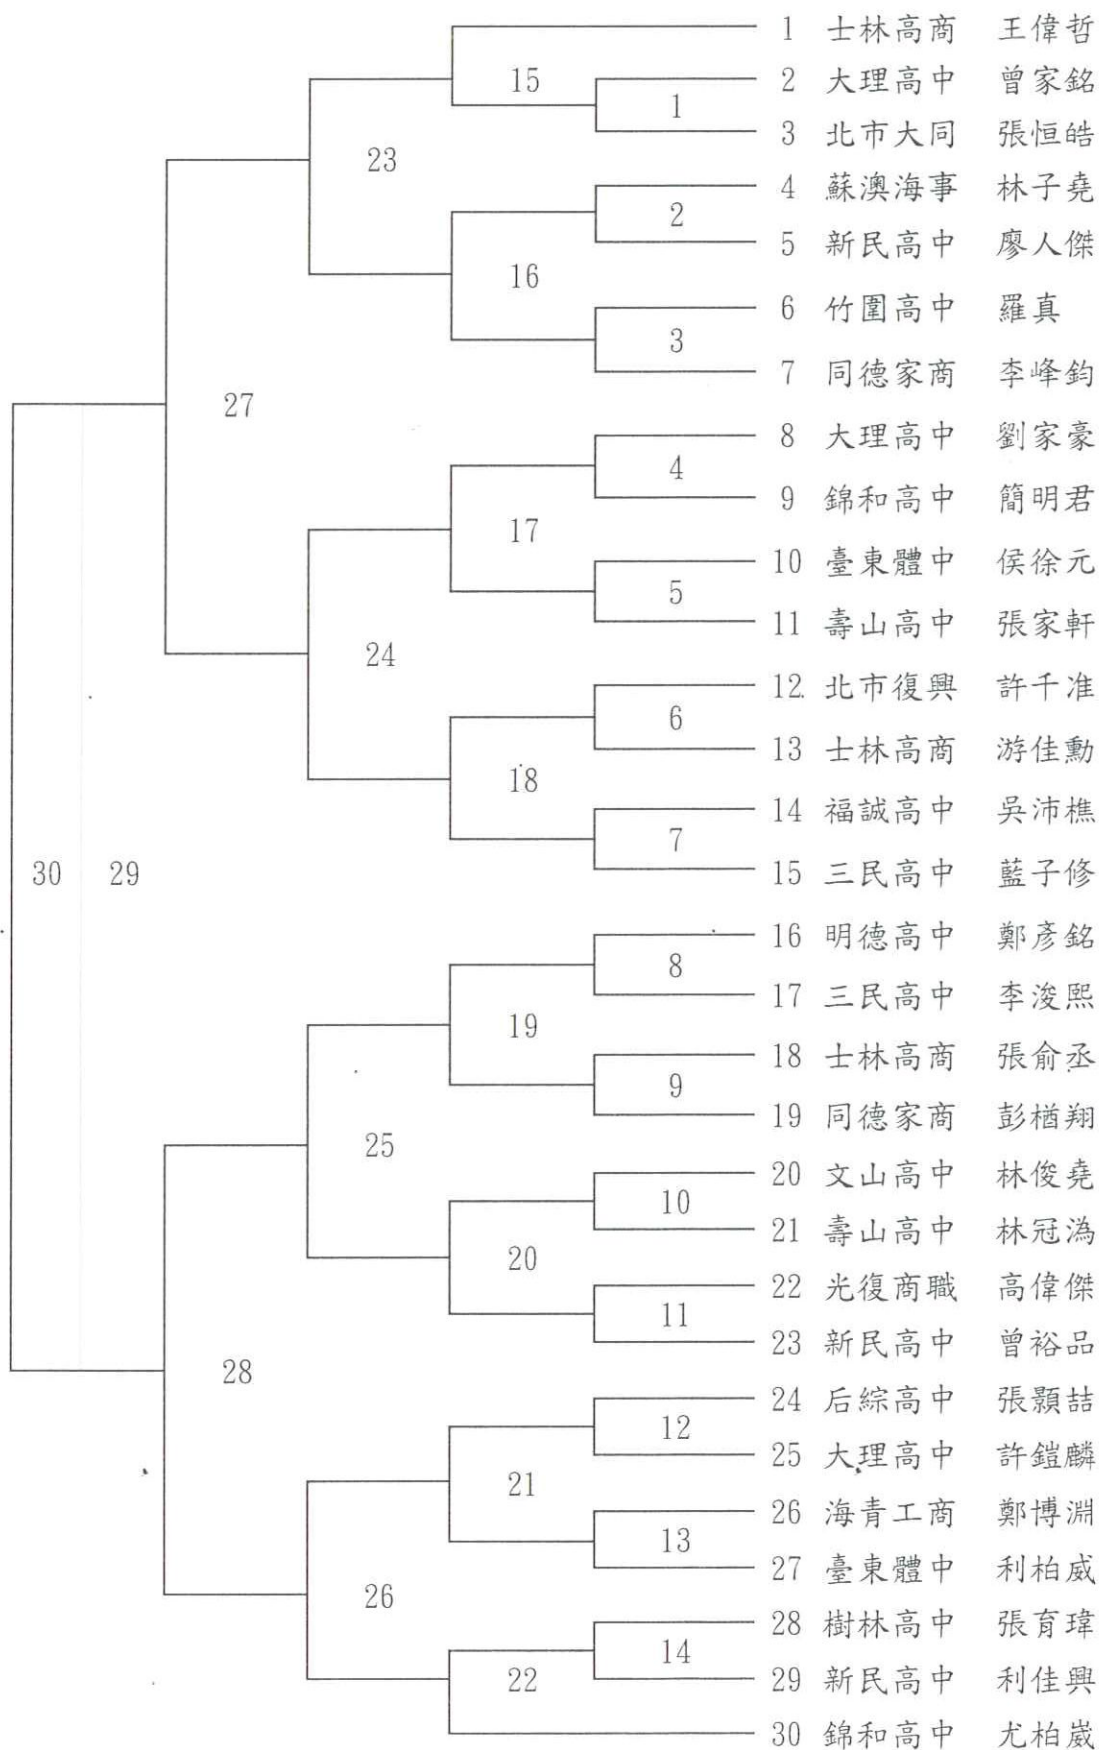 1 士林高商 王偉哲
15
2 大理高中 曾家銘
1
3 北市大同 張恒皓
23
4 蘇澳海事 林子堯
2
5 新民高中 廖人傑
16
6 竹圍高中 羅真
3
7 同德家商 李峰鈞
27
8 大理高中 劉家豪
4
9 錦和高中 簡明君
17
10 臺東體中 侯徐元
5
11 壽山高中 張家軒
24
12 北市復興 許千准
6
13 士林高商 游佳勳
18
14 福誠高中 吳沛樵
7
15 三民高中 藍子修
30 29
16 明德高中 鄭彥銘
8
17 三民高中 李浚熙
19
18 士林高商 張俞丞
9
19 同德家商 彭楢翔
25
20 文山高中 林俊堯
10
21 壽山高中 林冠溈
20
22 光復商職 高偉傑
11
23 新民高中 曾裕品
28
24 后綜高中 張顥喆
12
25 大理高中 許鎧麟
21
26 海青工商 鄭博淵
13
27 臺東體中 利柏威
26
28 樹林高中 張育瑋
14
29 新民高中 利佳興
22
30 錦和高中 尤柏崴